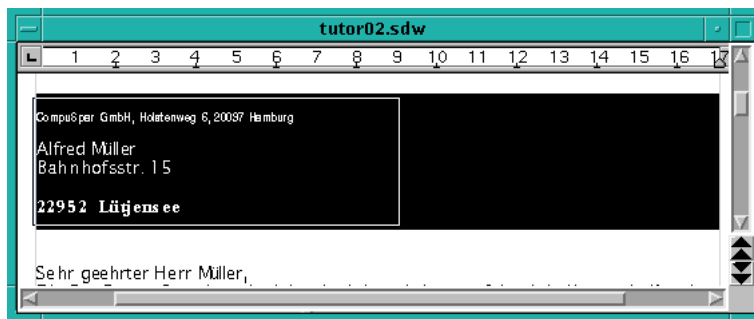 tutor02.sdw
1 2 3 4 5 6 7 8 9 10 11 12 13 14 15 16 17
CompuSpar GmbH, Holstenweg 6, 20097 Hamburg
Alfred Müller
Bahnhofsstr. 15
22952 Lütjensee
Sehr geehrter Herr Müller,